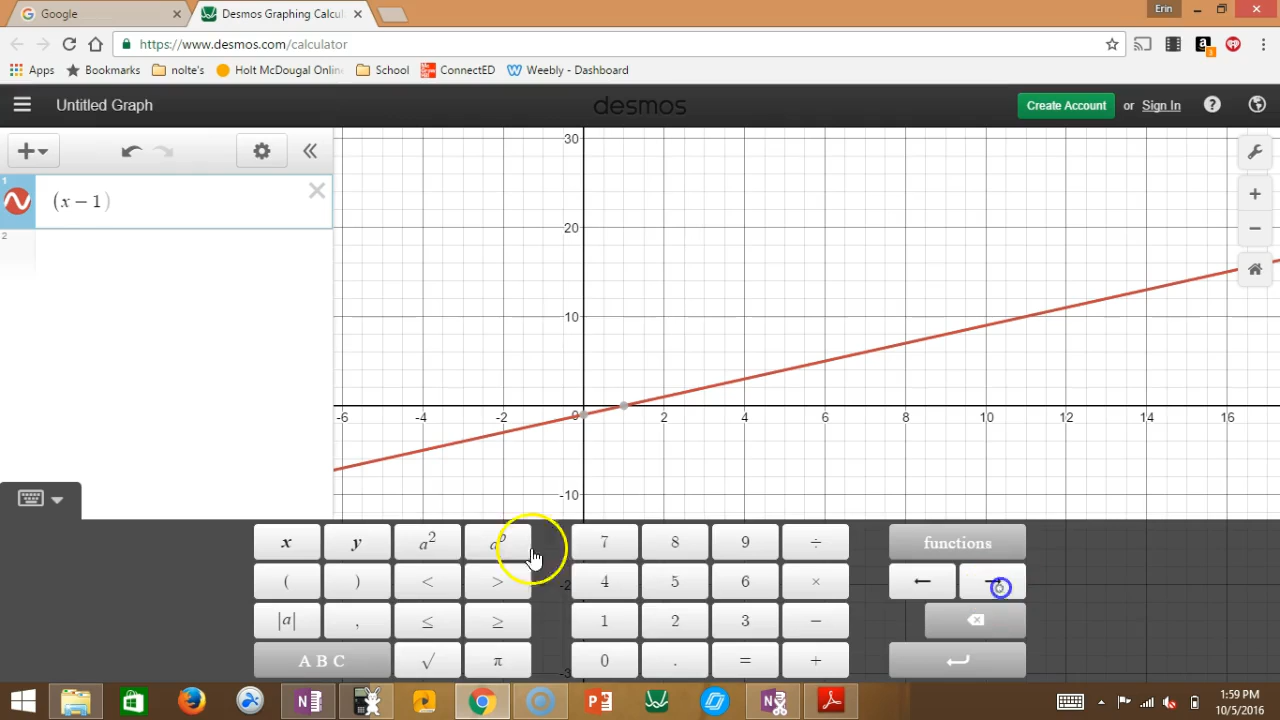 Google
Desmos Graphing Calcul
Erin
https://www.desmos.com/calculator
Apps Bookmarks nolte's Holt McDougal Online School ConnectED Weebly - Dashboard
Untitled Graph desmos Create Account or Sign In
1
(x − 1)
2
30
20
10
-6 -4 -2 0 2 4 6 8 10 12 14 16
-10
x y a² 7 8 9 ÷ functions
( ) < > 4 5 6 × ← →
|a| , ≤ ≥ 1 2 3 −
A B C √ π 0 . = + 
1:59 PM
10/5/2016